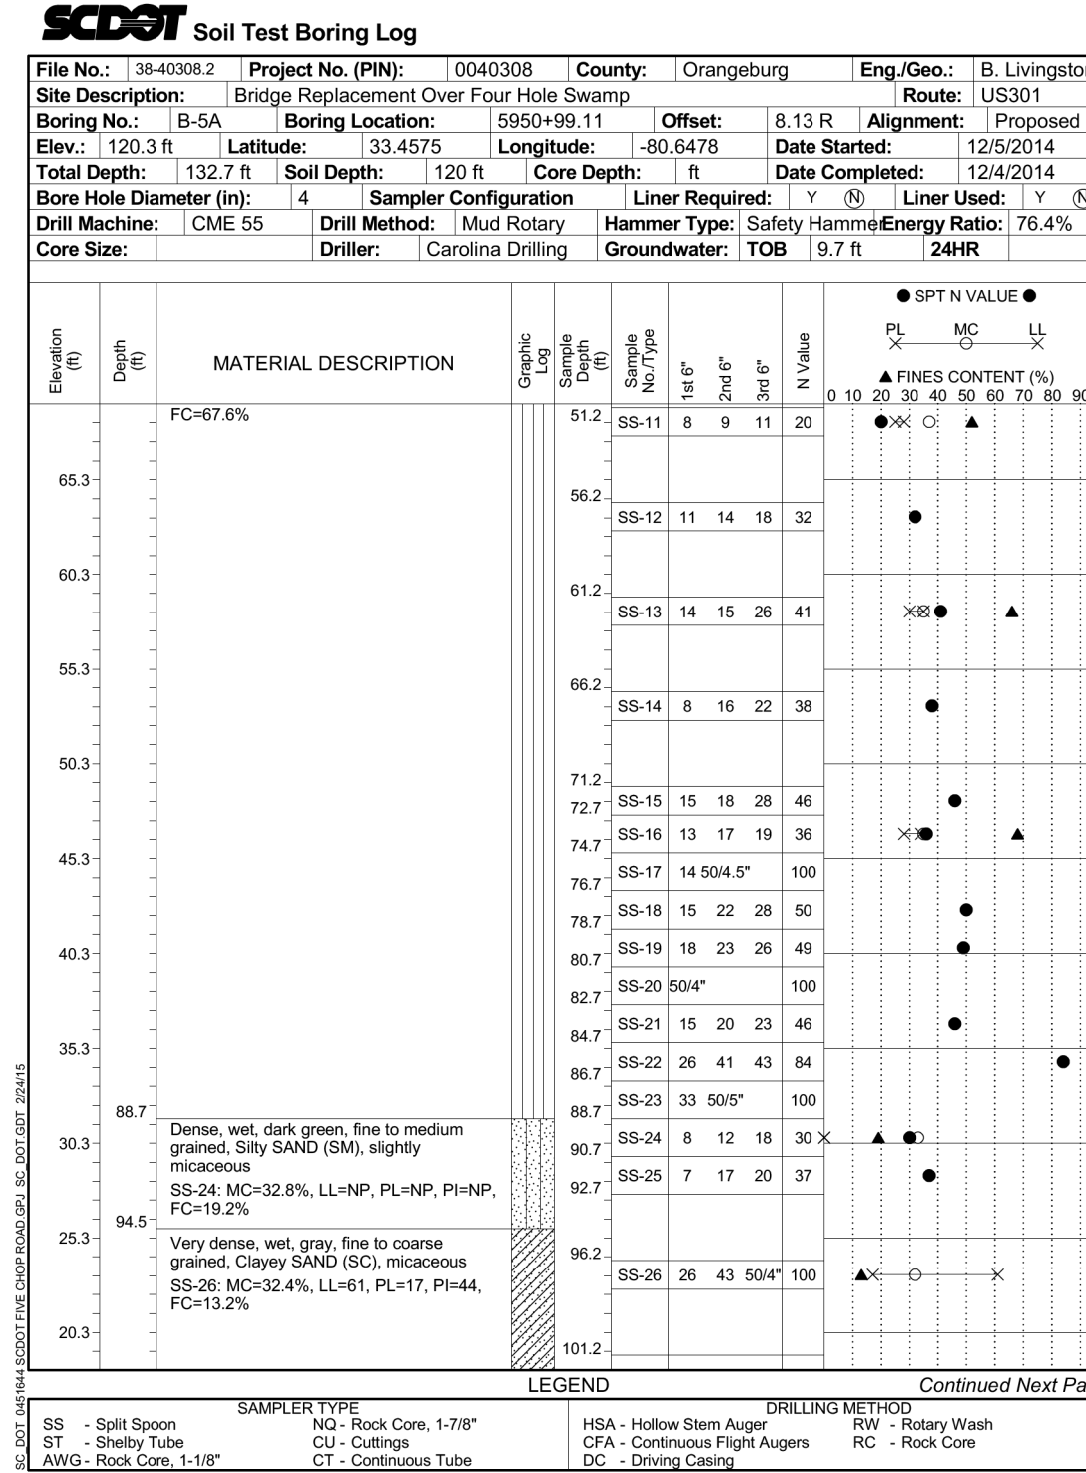 SCDOT Soil Test Boring Log
File No.: 38-40308.2 Project No. (PIN): 0040308 County: Orangeburg Eng./Geo.: B. Livingston
Site Description: Bridge Replacement Over Four Hole Swamp Route: US301
Boring No.: B-5A Boring Location: 5950+99.11 Offset: 8.13 R Alignment: Proposed
Elev.: 120.3 ft Latitude: 33.4575 Longitude: -80.6478 Date Started: 12/5/2014
Total Depth: 132.7 ft Soil Depth: 120 ft Core Depth: ft Date Completed: 12/4/2014
Bore Hole Diameter (in): 4 Sampler Configuration Liner Required: Y N Liner Used: Y N
Drill Machine: CME 55 Drill Method: Mud Rotary Hammer Type: Safety Hammer Energy Ratio: 76.4%
Core Size: Driller: Carolina Drilling Groundwater: TOB 9.7 ft 24HR
Elevation (ft) Depth (ft) MATERIAL DESCRIPTION Graphic Log Sample Depth (ft) Sample No./Type 1st 6" 2nd 6" 3rd 6" N Value
● SPT N VALUE ●
PL MC LL
▲ FINES CONTENT (%)
0 10 20 30 40 50 60 70 80 90
FC=67.6% 51.2 SS-11 8 9 11 20
65.3
56.2
SS-12 11 14 18 32
60.3
61.2
SS-13 14 15 26 41
55.3
66.2
SS-14 8 16 22 38
50.3
71.2
SS-15 15 18 28 46
72.7
SS-16 13 17 19 36
74.7
45.3
SS-17 14 50/4.5" 100
76.7
SS-18 15 22 28 50
78.7
SS-19 18 23 26 49
40.3
80.7
SS-20 50/4" 100
82.7
SS-21 15 20 23 46
84.7
35.3
SS-22 26 41 43 84
86.7
SS-23 33 50/5" 100
88.7 88.7
Dense, wet, dark green, fine to medium
SS-24 8 12 18 30
30.3 grained, Silty SAND (SM), slightly 90.7
micaceous
SS-25 7 17 20 37
SS-24: MC=32.8%, LL=NP, PL=NP, PI=NP, 92.7
FC=19.2%
94.5
25.3 Very dense, wet, gray, fine to coarse
grained, Clayey SAND (SC), micaceous 96.2
SS-26: MC=32.4%, LL=61, PL=17, PI=44, SS-26 26 43 50/4" 100
FC=13.2%
20.3
101.2
LEGEND Continued Next Pa
SAMPLER TYPE DRILLING METHOD
SS - Split Spoon NQ - Rock Core, 1-7/8" HSA - Hollow Stem Auger RW - Rotary Wash
ST - Shelby Tube CU - Cuttings CFA - Continuous Flight Augers RC - Rock Core
AWG - Rock Core, 1-1/8" CT - Continuous Tube DC - Driving Casing
SC_DOT 0451644 SCDOT FIVE CHOP ROAD.GPJ SC_DOT.GDT 2/24/15